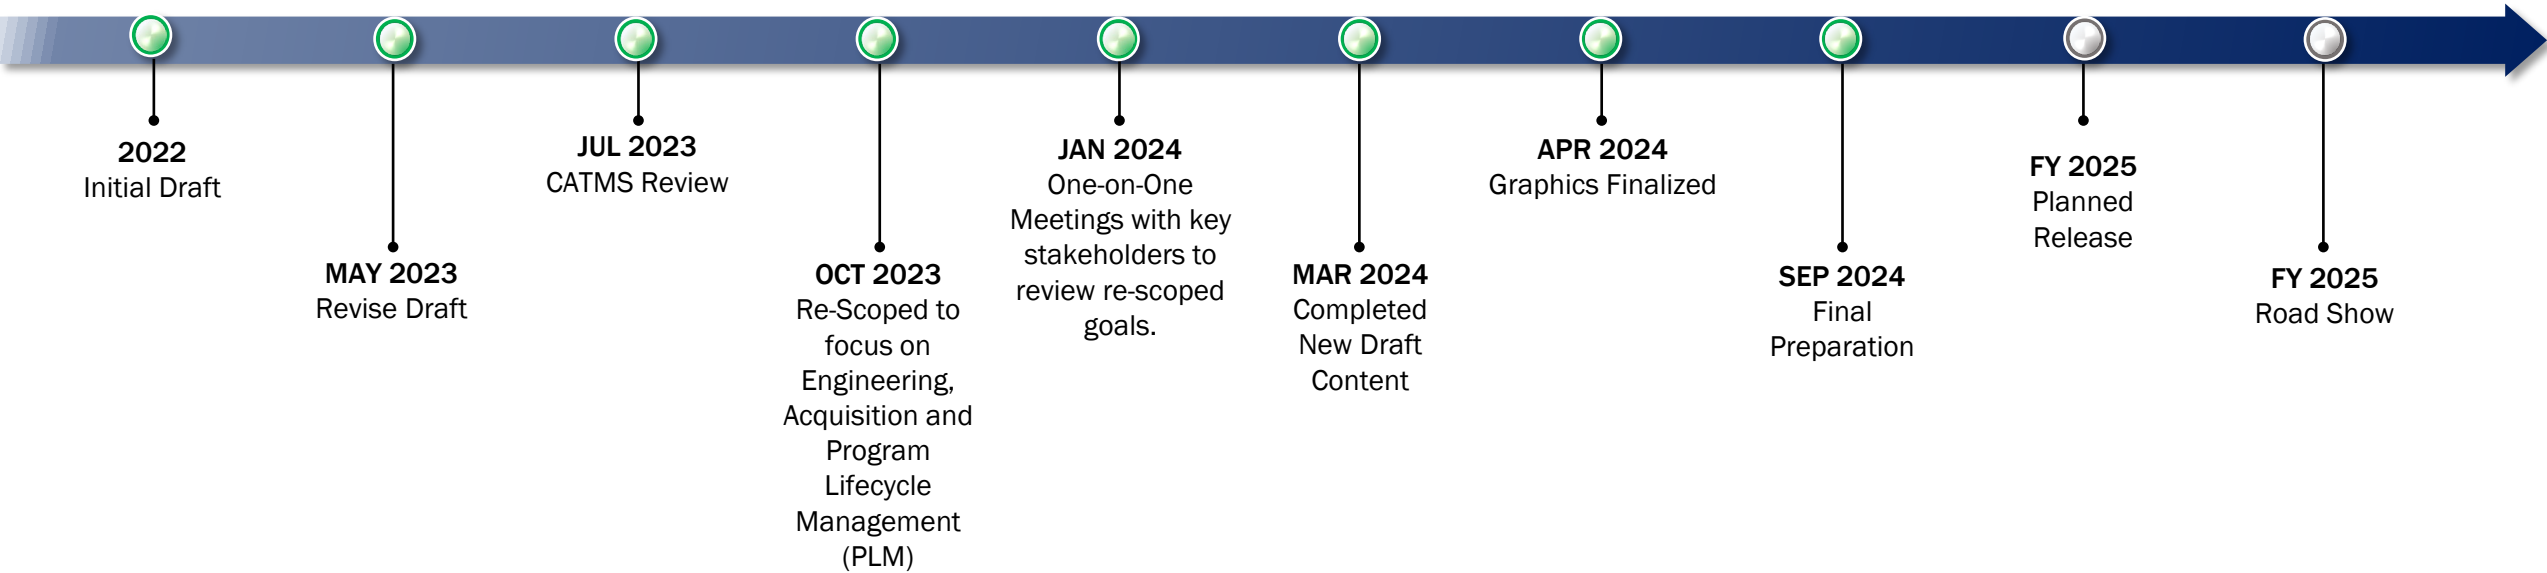 2022
Initial Draft
MAY 2023
Revise Draft
JUL 2023
CATMS Review
OCT 2023
Re-Scoped to
focus on
Engineering,
Acquisition and
Program
Lifecycle
Management
(PLM)
JAN 2024
One-on-One
Meetings with key
stakeholders to
review re-scoped
goals.
MAR 2024
Completed
New Draft
Content
APR 2024
Graphics Finalized
SEP 2024
Final
Preparation
FY 2025
Planned
Release
FY 2025
Road Show